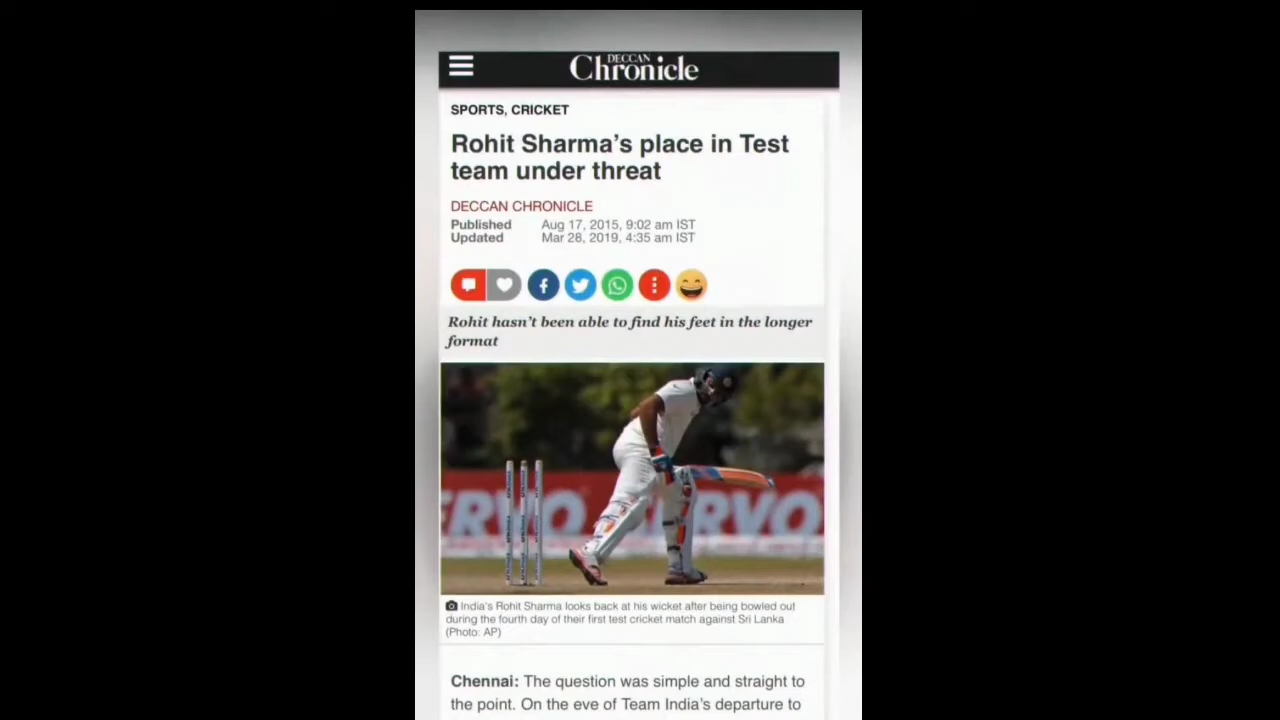 DECCAN
Chronicle
SPORTS, CRICKET
Rohit Sharma's place in Test
team under threat
DECCAN CHRONICLE
Published Aug 17, 2015, 9:02 am IST
Updated Mar 28, 2019, 4:35 am IST
Rohit hasn't been able to find his feet in the longer
format
ERVO SERVO
India's Rohit Sharma looks back at his wicket after being bowled out
during the fourth day of their first test cricket match against Sri Lanka
(Photo: AP)
Chennai: The question was simple and straight to
the point. On the eve of Team India's departure to